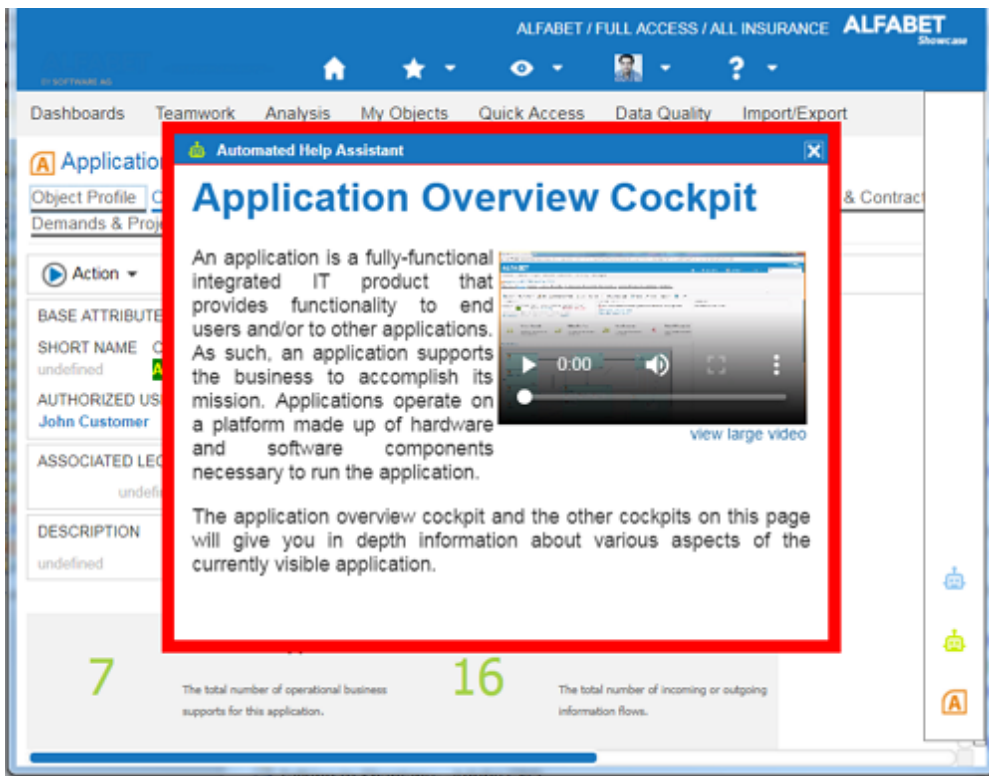 ALFABET / FULL ACCESS / ALL INSURANCE ALFABET
Showcase
BY SOFTWARE AG
?
Dashboards Teamwork Analysis My Objects Quick Access Data Quality Import/Export
A Applicatio
Automated Help Assistant
Object Profile
& Contract
Demands & Proj
Application Overview Cockpit
Action
BASE ATTRIBUTE
SHORT NAME
undefined
AUTHORIZED US
John Customer
ASSOCIATED LEG
undefi
DESCRIPTION
undefined
An application is a fully-functional
integrated IT product that
provides functionality to end
users and/or to other applications.
As such, an application supports
the business to accomplish its
mission. Applications operate on
a platform made up of hardware
and software components
necessary to run the application.
0:00
view large video
The application overview cockpit and the other cockpits on this page
will give you in depth information about various aspects of the
currently visible application.
7
The total number of operational business
supports for this application.
16
The total number of incoming or outgoing
information flows.
A